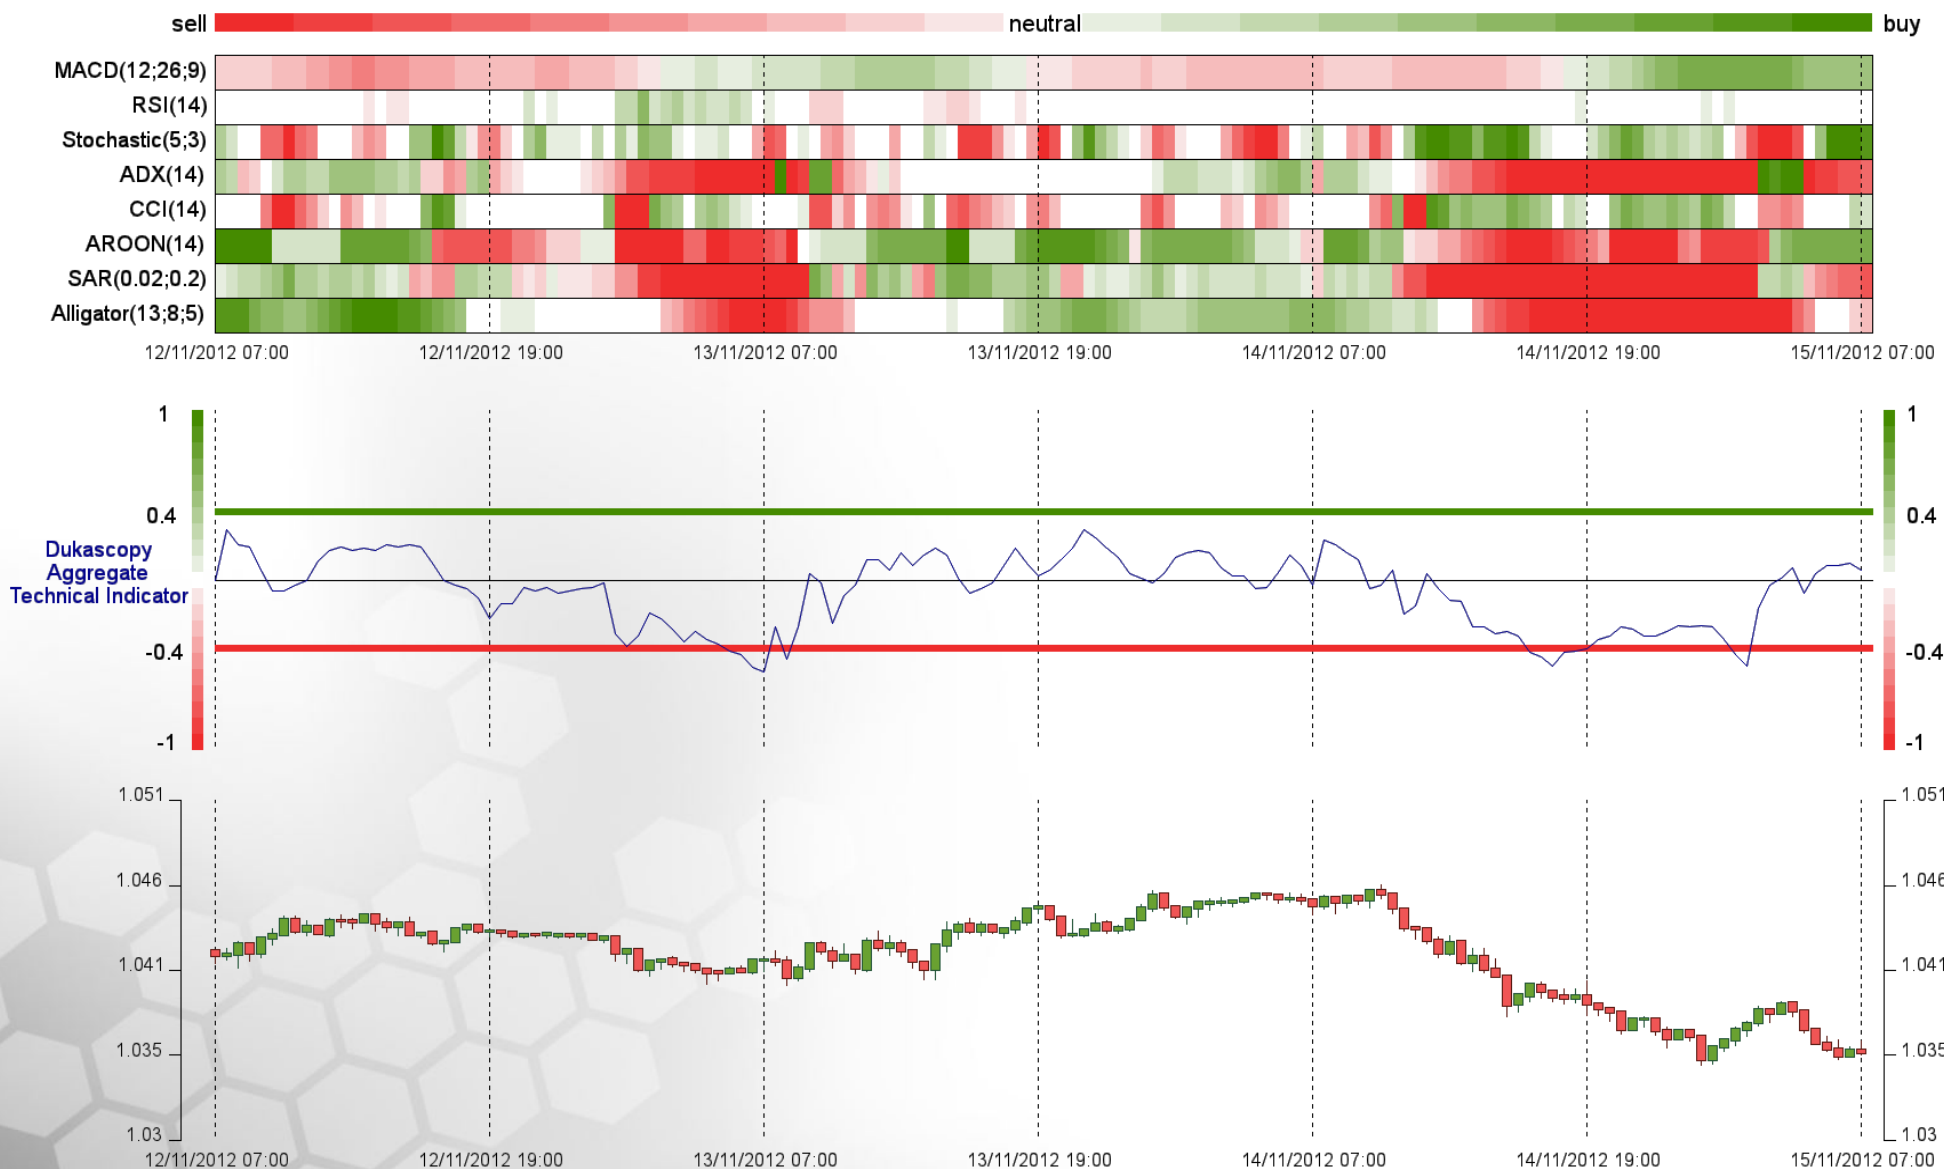 sell neutral buy
MACD(12;26;9)
RSI(14)
Stochastic(5;3)
ADX(14)
CCI(14)
AROON(14)
SAR(0.02;0.2)
Alligator(13;8;5)
12/11/2012 07:00 12/11/2012 19:00 13/11/2012 07:00 13/11/2012 19:00 14/11/2012 07:00 14/11/2012 19:00 15/11/2012 07:00
1 1
0.4 0.4
Dukascopy
Aggregate
Technical Indicator
-0.4 -0.4
-1 -1
1.051 1.051
1.046 1.046
1.041 1.041
1.035 1.035
1.03 1.03
12/11/2012 07:00 12/11/2012 19:00 13/11/2012 07:00 13/11/2012 19:00 14/11/2012 07:00 14/11/2012 19:00 15/11/2012 07:00